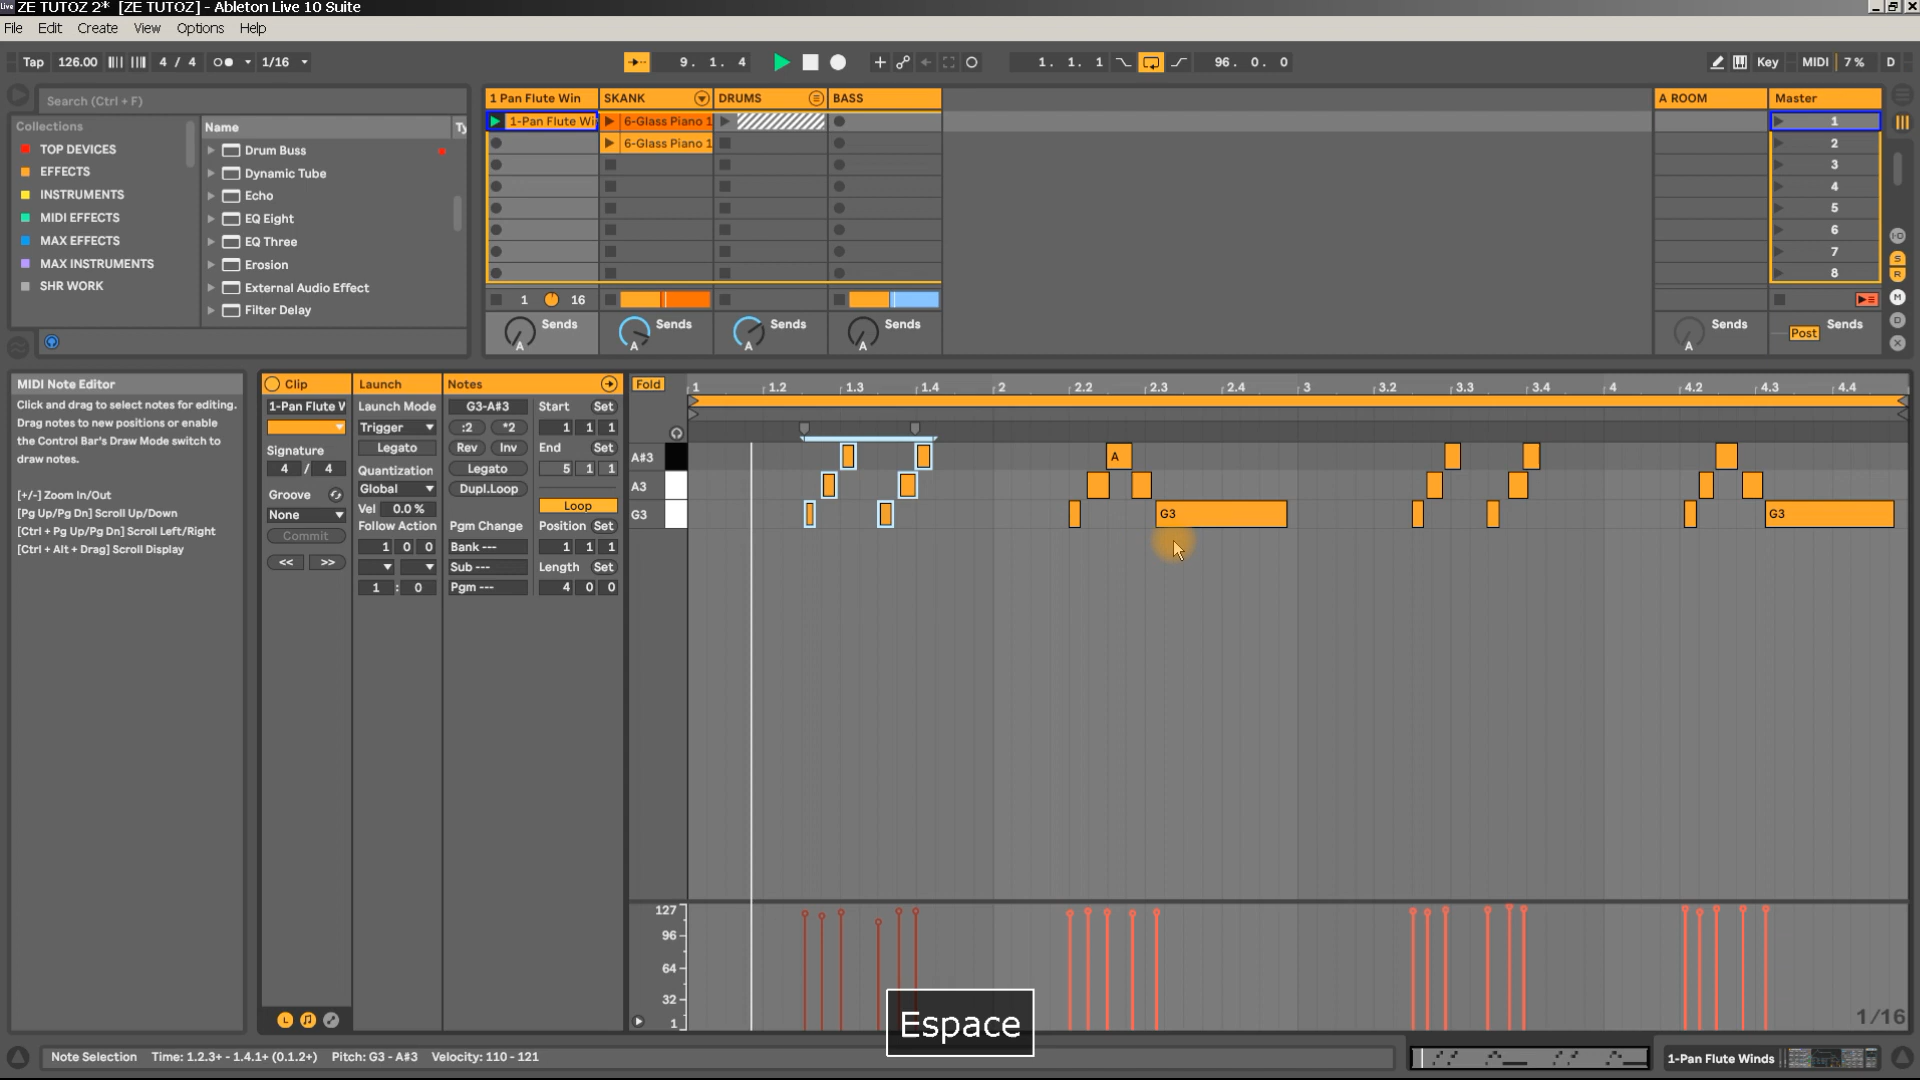 Live ZE TUTOZ 2* [ZE TUTOZ] - Ableton Live 10 Suite
File Edit Create View Options Help
Tap 126.00 4 / 4 1/16 9. 1. 4 1. 1. 1 96. 0. 0 Key MIDI 7 % D
Search (Ctrl + F)
Collections
TOP DEVICES
EFFECTS
INSTRUMENTS
MIDI EFFECTS
MAX EFFECTS
MAX INSTRUMENTS
SHR WORK
Name Ty
Drum Buss
Dynamic Tube
Echo
EQ Eight
EQ Three
Erosion
External Audio Effect
Filter Delay
1 Pan Flute Win SKANK DRUMS BASS A ROOM Master
1-Pan Flute Wi 6-Glass Piano 1 1
6-Glass Piano 1 2
3
4
5
6
7
8
1 16
Sends Sends Sends Sends Sends Sends
A A A A A Post
S
R
M
D
X
MIDI Note Editor
Click and drag to select notes for editing.
Drag notes to new positions or enable
the Control Bar's Draw Mode switch to
draw notes.
[+/-] Zoom In/Out
[Pg Up/Pg Dn] Scroll Up/Down
[Ctrl + Pg Up/Pg Dn] Scroll Left/Right
[Ctrl + Alt + Drag] Scroll Display
Clip
1-Pan Flute W
Signature
4 / 4
Groove
None
Commit
<< >>
Launch
Launch Mode
Trigger
Legato
Quantization
Global
Vel 0.0 %
Follow Action
1 0 0
1 : 0
Notes
G3-A#3
:2 *2
Rev Inv
Legato
Dupl.Loop
Pgm Change
Bank ---
Sub ---
Pgm ---
Start Set
1 1 1
End Set
5 1 1
Loop
Position Set
1 1 1
Length Set
4 0 0
Fold
1 1.2 1.3 1.4 2 2.2 2.3 2.4 3 3.2 3.3 3.4 4 4.2 4.3 4.4
A#3 A
A3
G3 G3 G3
127
96
64
32
1
1/16
Espace
Note Selection Time: 1.2.3+ - 1.4.1+ (0.1.2+) Pitch: G3 - A#3 Velocity: 110 - 121
1-Pan Flute Winds